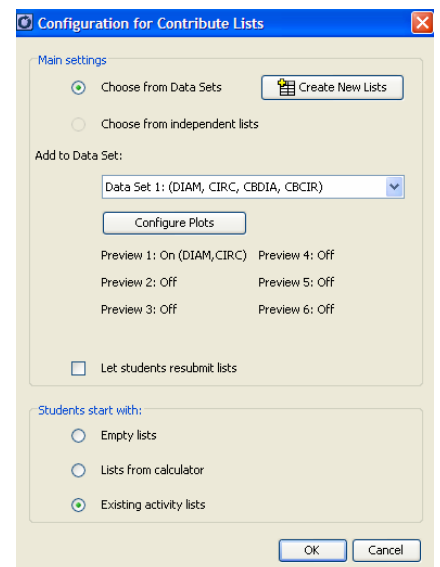 Configuration for Contribute Lists
Main settings
Choose from Data Sets Create New Lists
Choose from independent lists
Add to Data Set:
Data Set 1: (DIAM, CIRC, CBDIA, CBCIR)
Configure Plots
Preview 1: On (DIAM,CIRC) Preview 4: Off
Preview 2: Off Preview 5: Off
Preview 3: Off Preview 6: Off
Let students resubmit lists
Students start with:
Empty lists
Lists from calculator
Existing activity lists
OK Cancel